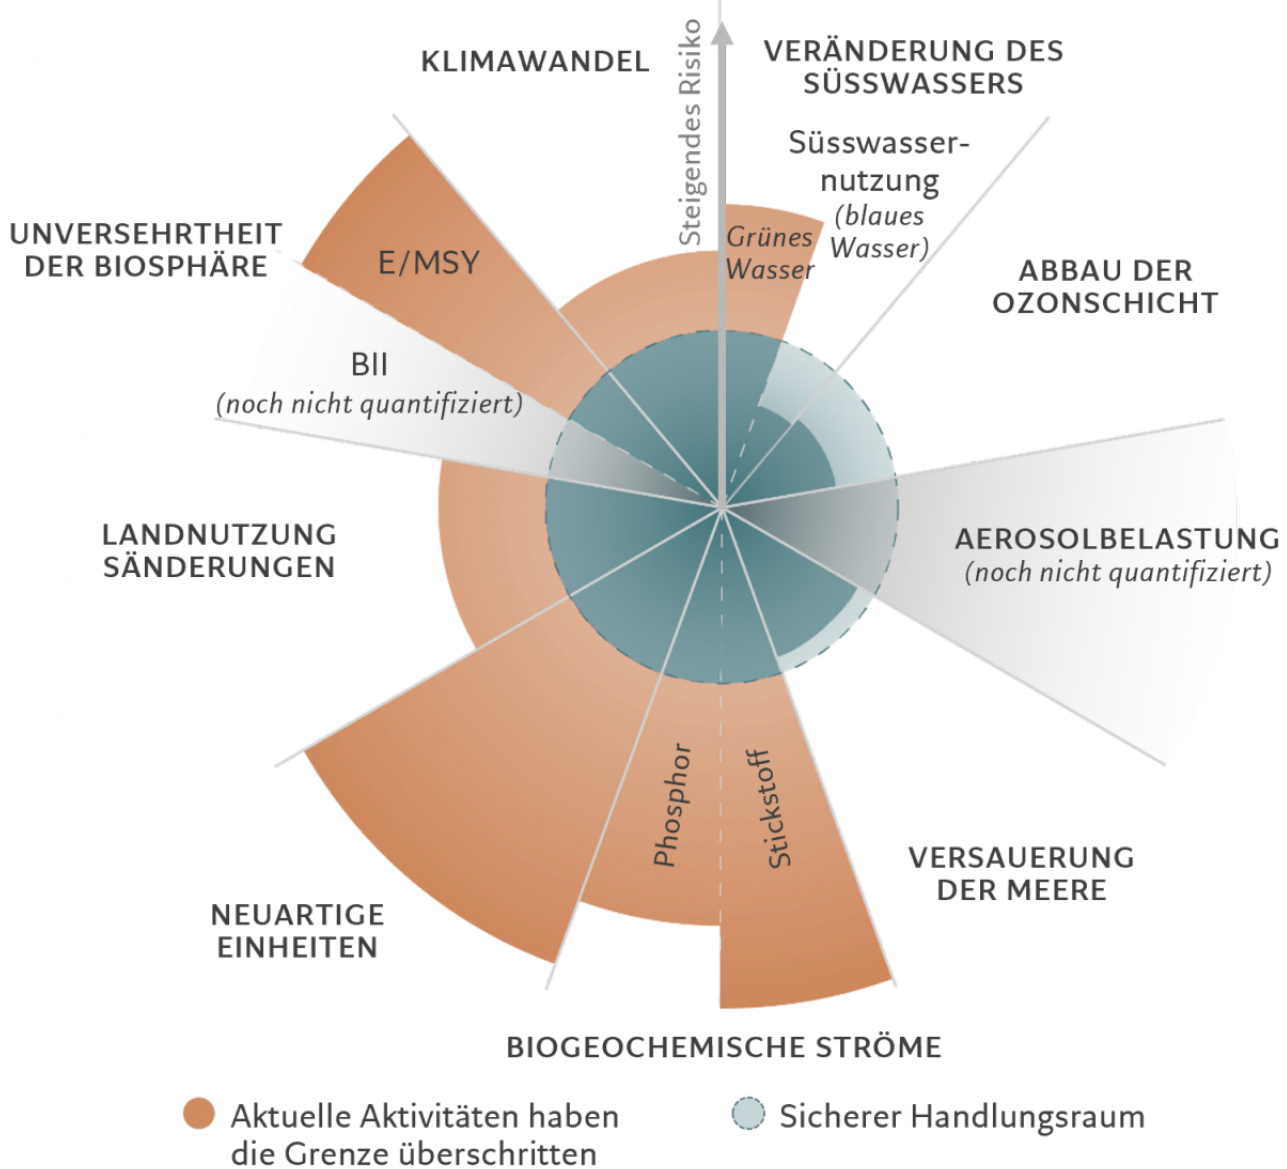 KLIMAWANDEL
Steigendes Risiko
VERÄNDERUNG DES
SÜSSWASSERS
Süsswasser-
nutzung
(blaues
Wasser)
Grünes
Wasser
UNVERSEHRTHEIT
DER BIOSPHÄRE
E/MSY
ABBAU DER
OZONSCHICHT
BII
(noch nicht quantifiziert)
LANDNUTZUNG
SÄNDERUNGEN
AEROSOLBELASTUNG
(noch nicht quantifiziert)
Phosphor
Stickstoff
VERSAUERUNG
DER MEERE
NEUARTIGE
EINHEITEN
BIOGEOCHEMISCHE STRÖME
Aktuelle Aktivitäten haben
die Grenze überschritten
Sicherer Handlungsraum